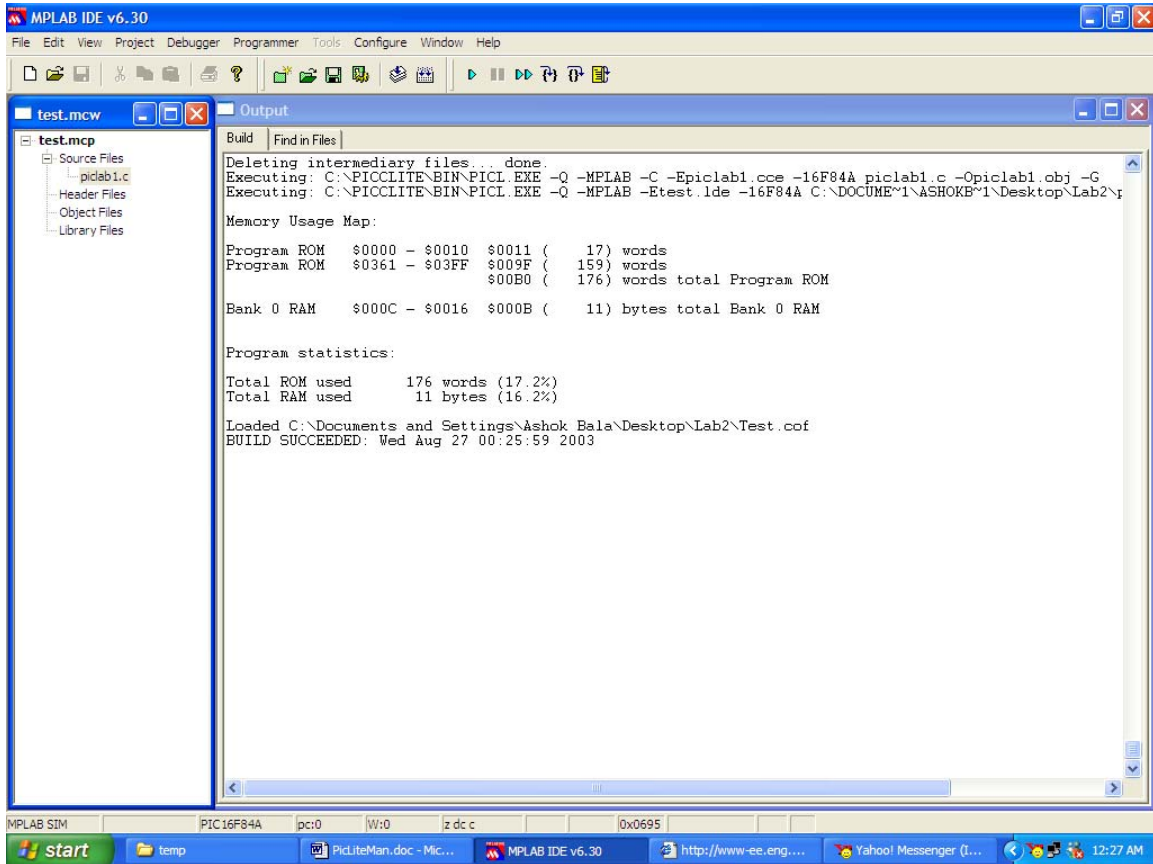 MPLAB IDE v6.30
File Edit View Project Debugger Programmer Tools Configure Window Help
test.mcw
test.mcp
Source Files
piclab1.c
Header Files
Object Files
Library Files
Output
Build Find in Files
Deleting intermediary files... done.
Executing: C:\PICCLITE\BIN\PICL.EXE -Q -MPLAB -C -Epiclab1.cce -16F84A piclab1.c -Opiclab1.obj -G
Executing: C:\PICCLITE\BIN\PICL.EXE -Q -MPLAB -Etest.lde -16F84A C:\DOCUME~1\ASHOKB~1\Desktop\Lab2\p
Memory Usage Map:
Program ROM $0000 - $0010 $0011 ( 17) words
Program ROM $0361 - $03FF $009F ( 159) words
$00B0 ( 176) words total Program ROM
Bank 0 RAM $000C - $0016 $000B ( 11) bytes total Bank 0 RAM
Program statistics:
Total ROM used 176 words (17.2%)
Total RAM used 11 bytes (16.2%)
Loaded C:\Documents and Settings\Ashok Bala\Desktop\Lab2\Test.cof
BUILD SUCCEEDED: Wed Aug 27 00:25:59 2003
MPLAB SIM PIC16F84A pc:0 W:0 z dc c 0x0695
start temp PicLiteMan.doc - Mic... MPLAB IDE v6.30 http://www-ee.eng.... Yahoo! Messenger (I... 12:27 AM